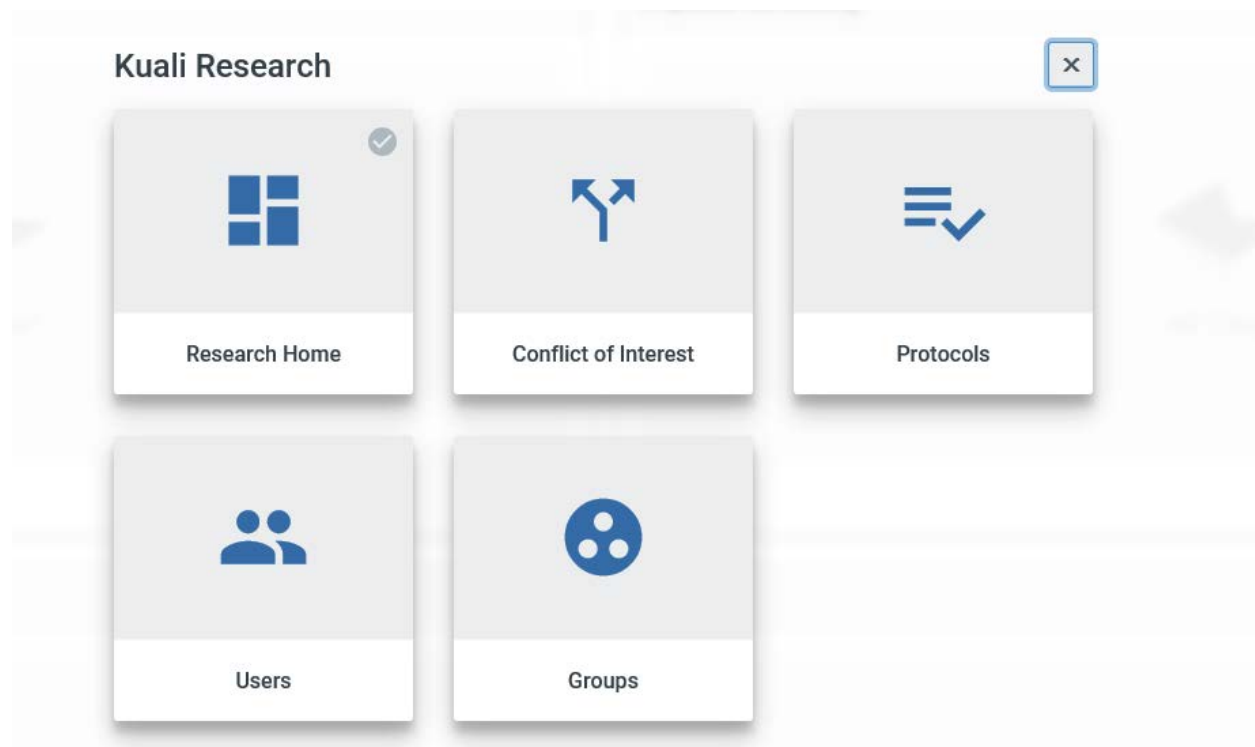 Kuali Research
Research Home
Conflict of Interest
Protocols
Users
Groups